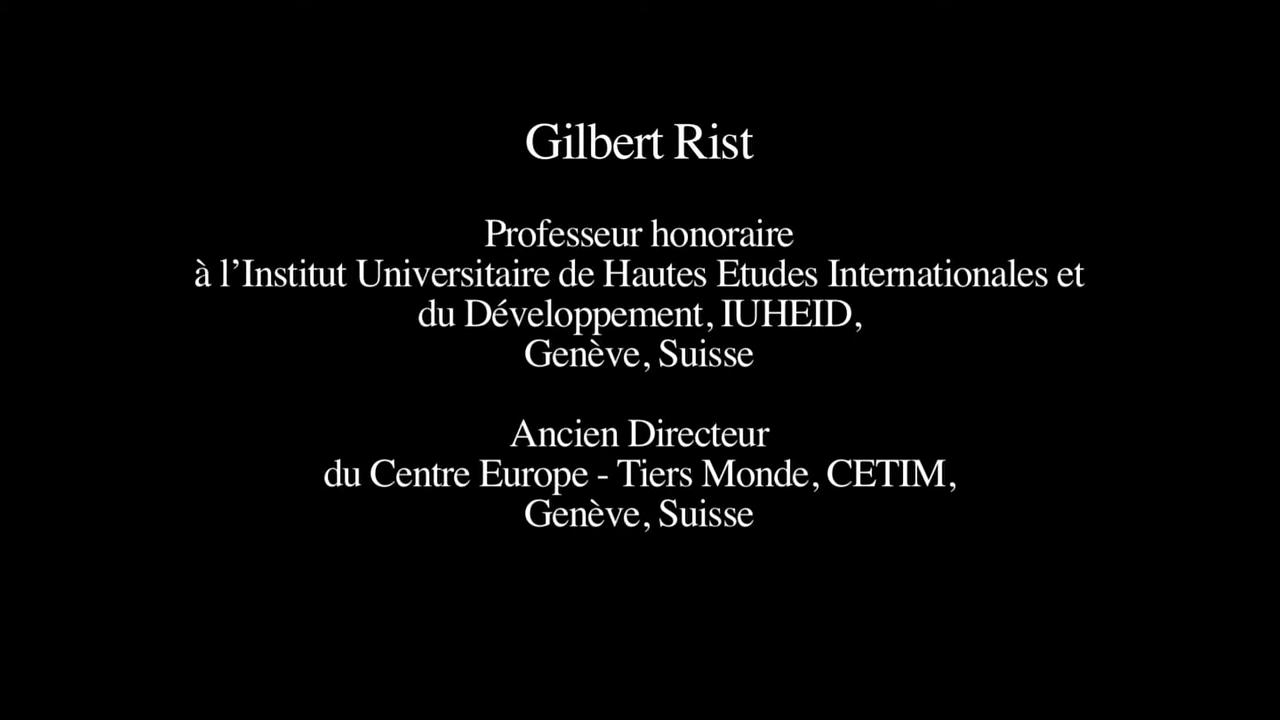 Gilbert Rist
Professeur honoraire
à l’Institut Universitaire de Hautes Etudes Internationales et
du Développement, IUHEID,
Genève, Suisse
Ancien Directeur
du Centre Europe - Tiers Monde, CETIM,
Genève, Suisse